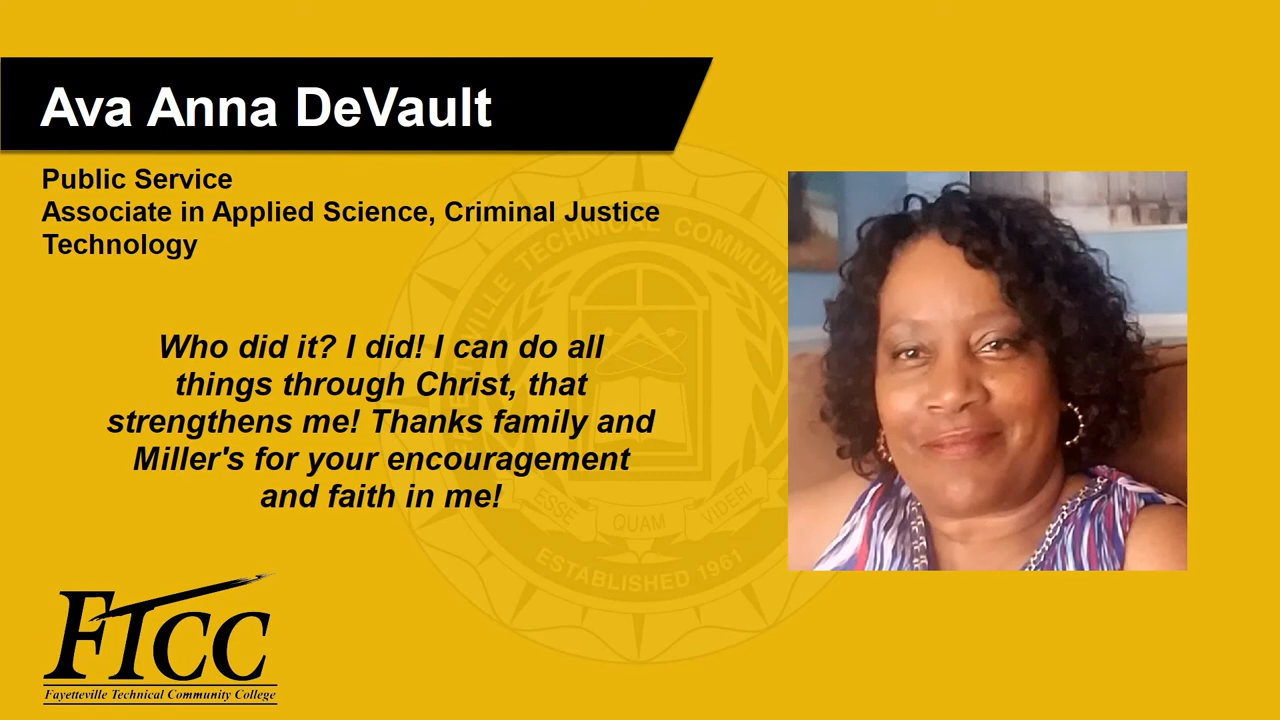 Ava Anna DeVault
Public Service
Associate in Applied Science, Criminal Justice
Technology
Who did it? I did! I can do all
things through Christ, that
strengthens me! Thanks family and
Miller's for your encouragement
and faith in me!
FTCC
Fayetteville Technical Community College
TECHNICAL COMMUNI
ESSE QUAM VIDERI
ESTABLISHED 1961